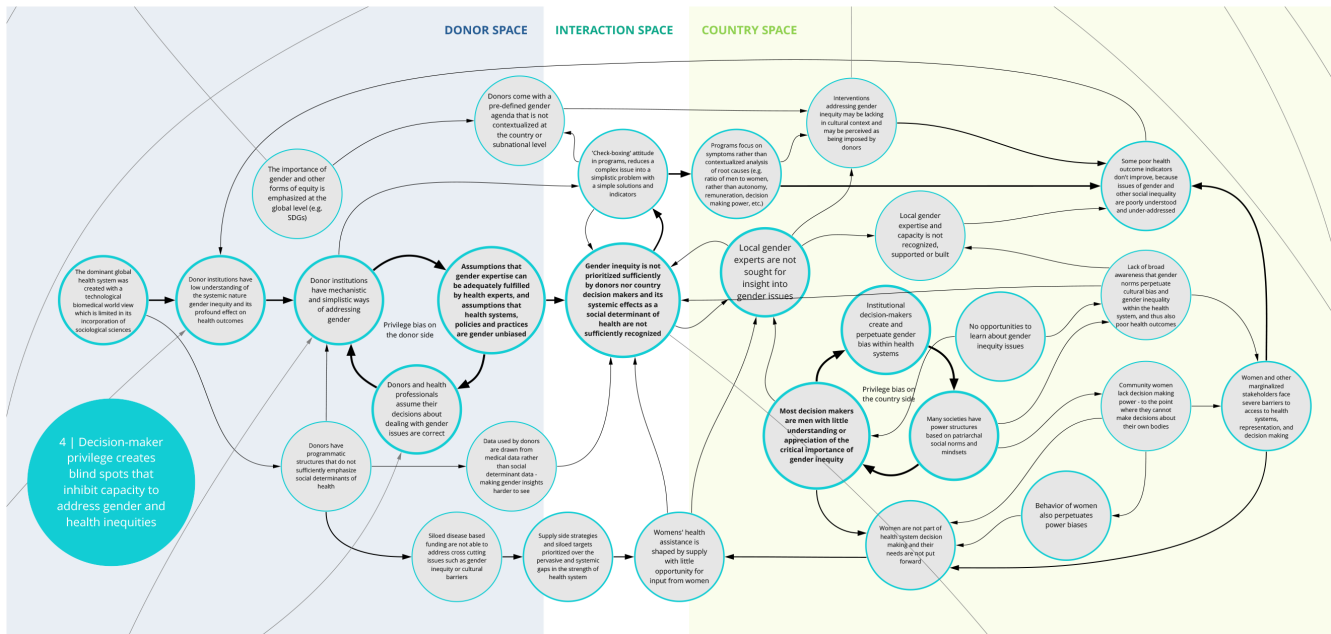 DONOR SPACE
INTERACTION SPACE
COUNTRY SPACE
Donors come with a
pre-defined gender
agenda that is not
contextualized at
the country or
subnational level
Interventions
addressing gender
inequity may be lacking
in cultural context and
may be perceived as
being imposed by
donors
The importance of
gender and other
forms of equity is
emphasized at the
global level (e.g.
SDGs)
'Check-boxing' attitude
in programs, reduces a
complex issue into a
simplistic problem with
a simple solutions and
indicators
Programs focus on
symptoms rather than
contextualized analysis
of root causes (e.g.
ratio of men to women,
rather than autonomy,
remuneration, decision
making power, etc.)
Some poor health
outcome indicators
don't improve, because
issues of gender and
other social inequality
are poorly understood
and under-addressed
Local gender
expertise and
capacity is not
recognized,
supported or built
The dominant global
health system was
created with a
technological
biomedical world view
which is limited in its
incorporation of
sociological sciences
Donor institutions have
low understanding of
the systemic nature
gender inequity and its
profound effect on
health outcomes
Donor institutions
have mechanistic
and simplistic ways
of addressing
gender
Assumptions that
gender expertise can
be adequately fulfilled
by health experts, and
assumptions that
health systems,
policies and practices
are gender unbiased
Gender inequity is not
prioritized sufficiently
by donors nor country
decision makers and its
systemic effects as a
social determinant of
health are not
sufficiently recognized
Local gender
experts are not
sought for
insight into
gender issues
Lack of broad
awareness that gender
norms perpetuate
cultural bias and
gender inequality
within the health
system, and thus also
poor health outcomes
Privilege bias on
the donor side
Institutional
decision-makers
create and
perpetuate gender
bias within health
systems
No opportunities to
learn about gender
inequity issues
Donors and health
professionals
assume their
decisions about
dealing with gender
issues are correct
Privilege bias on
the country side
Most decision makers
are men with little
understanding or
appreciation of the
critical importance of
gender inequity
Many societies have
power structures
based on patriarchal
social norms and
mindsets
Community women
lack decision making
power - to the point
where they cannot
make decisions about
their own bodies
Women and other
marginalized
stakeholders face
severe barriers to
access to health
systems,
representation, and
decision making
4 | Decision-maker
privilege creates
blind spots that
inhibit capacity to
address gender and
health inequities
Donors have
programmatic
structures that do not
sufficiently emphasize
social determinants of
health
Data used by donors
are drawn from
medical data rather
than social
determinant data -
making gender insights
harder to see
Siloed disease based
funding are not able to
address cross cutting
issues such as gender
inequity or cultural
barriers
Supply side strategies
and siloed targets
prioritized over the
pervasive and systemic
gaps in the strength of
health system
Womens' health
assistance is
shaped by supply
with little
opportunity for
input from women
Women are not part of
health system decision
making and their
needs are not put
forward
Behavior of women
also perpetuates
power biases